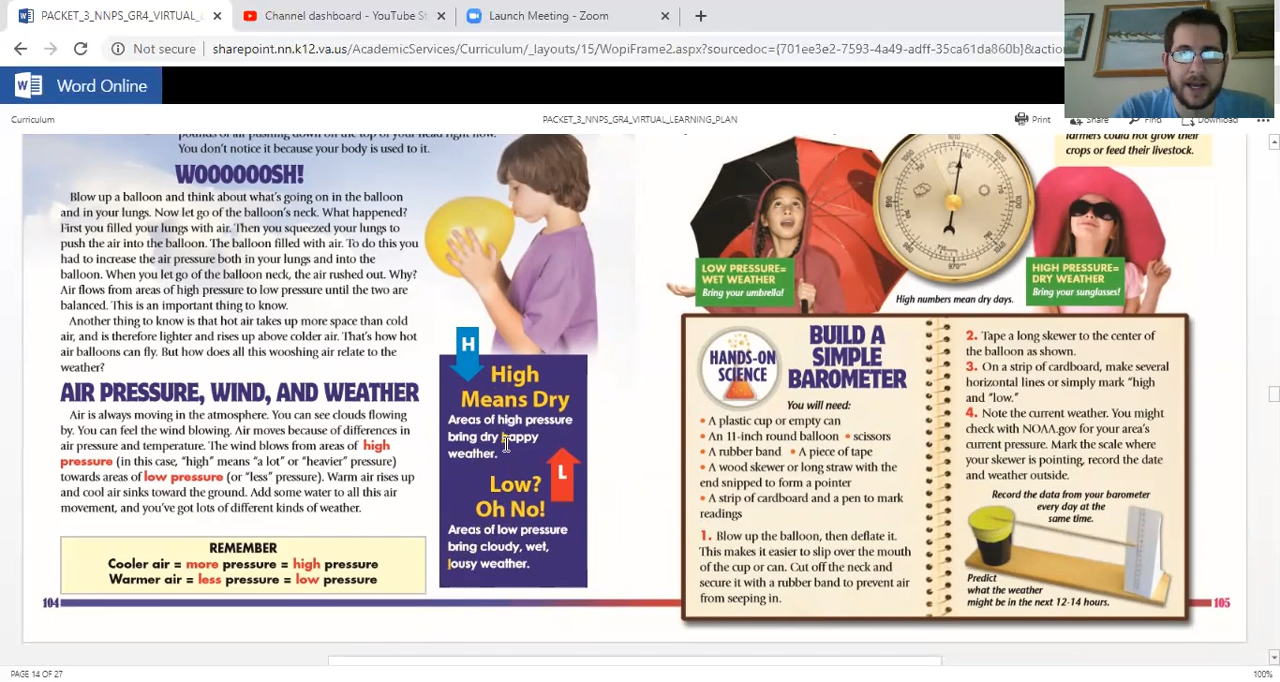 PACKET_3_NNPS_GR4_VIRTUAL_L
Channel dashboard - YouTube St
Launch Meeting - Zoom
Not secure
sharepoint.nn.k12.va.us/AcademicServices/Curriculum/_layouts/15/WopiFrame2.aspx?sourcedoc={701ee3e2-7593-4a49-adff-35ca61da860b}&actio
Word Online
Curriculum
PACKET_3_NNPS_GR4_VIRTUAL_LEARNING_PLAN
Print
Share
Find
Download
pounds of air pushing down on the top of your head right now.
You don't notice it because your body is used to it.
WOOOOOSH!
Blow up a balloon and think about what's going on in the balloon
and in your lungs. Now let go of the balloon's neck. What happened?
First you filled your lungs with air. Then you squeezed your lungs to
push the air into the balloon. The balloon filled with air. To do this you
had to increase the air pressure both in your lungs and into the
balloon. When you let go of the balloon neck, the air rushed out. Why?
Air flows from areas of high pressure to low pressure until the two are
balanced. This is an important thing to know.
Another thing to know is that hot air takes up more space than cold
air, and is therefore lighter and rises up above colder air. That's how hot
air balloons can fly. But how does all this wooshing air relate to the
weather?
AIR PRESSURE, WIND, AND WEATHER
Air is always moving in the atmosphere. You can see clouds flowing
by. You can feel the wind blowing. Air moves because of differences in
air pressure and temperature. The wind blows from areas of high
pressure (in this case, "high" means "a lot" or "heavier" pressure)
towards areas of low pressure (or "less" pressure). Warm air rises up
and cool air sinks toward the ground. Add some water to all this air
movement, and you've got lots of different kinds of weather.
REMEMBER
Cooler air = more pressure = high pressure
Warmer air = less pressure = low pressure
104
H
High
Means Dry
Areas of high pressure
bring dry happy
weather.
L
Low?
Oh No!
Areas of low pressure
bring cloudy, wet,
lousy weather.
farmers could not grow their
crops or feed their livestock.
LOW PRESSURE=
WET WEATHER
Bring your umbrella!
High numbers mean dry days.
HIGH PRESSURE=
DRY WEATHER
Bring your sunglasses!
HANDS-ON
SCIENCE
BUILD A
SIMPLE
BAROMETER
You will need:
• A plastic cup or empty can
• An 11-inch round balloon • scissors
• A rubber band • A piece of tape
• A wood skewer or long straw with the
end snipped to form a pointer
• A strip of cardboard and a pen to mark
readings
1. Blow up the balloon, then deflate it.
This makes it easier to slip over the mouth
of the cup or can. Cut off the neck and
secure it with a rubber band to prevent air
from seeping in.
2. Tape a long skewer to the center of
the balloon as shown.
3. On a strip of cardboard, make several
horizontal lines or simply mark "high
and "low."
4. Note the current weather. You might
check with NOAA.gov for your area's
current pressure. Mark the scale where
your skewer is pointing, record the date
and weather outside.
Record the data from your barometer
every day at the
same time.
Predict
what the weather
might be in the next 12-14 hours.
105
PAGE 14 OF 27
100%